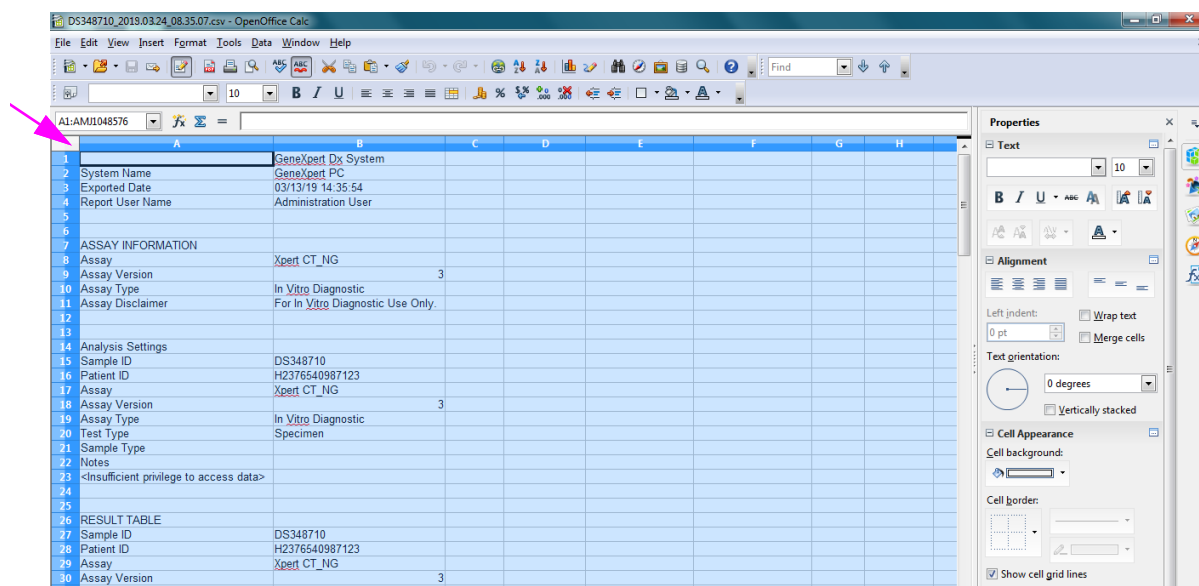 DS348710_2018.03.24_08.35.07.csv - OpenOffice Calc
File Edit View Insert Format Tools Data Window Help
ABC ABC Find
10 B I U
A1:AMJ1048576 fx Σ =
A B C D E F G H
1 GeneXpert Dx System
2 System Name GeneXpert PC
3 Exported Date 03/13/19 14:35:54
4 Report User Name Administration User
5
6
7 ASSAY INFORMATION
8 Assay Xpert CT_NG
9 Assay Version 3
10 Assay Type In Vitro Diagnostic
11 Assay Disclaimer For In Vitro Diagnostic Use Only.
12
13
14 Analysis Settings
15 Sample ID DS348710
16 Patient ID H2376540987123
17 Assay Xpert CT_NG
18 Assay Version 3
19 Assay Type In Vitro Diagnostic
20 Test Type Specimen
21 Sample Type
22 Notes
23 <Insufficient privilege to access data>
24
25
26 RESULT TABLE
27 Sample ID DS348710
28 Patient ID H2376540987123
29 Assay Xpert CT_NG
30 Assay Version 3
Properties
Text
10
B I U ABC
Alignment
Left indent:
Wrap text
0 pt
Merge cells
Text orientation:
0 degrees
Vertically stacked
Cell Appearance
Cell background:
Cell border:
Show cell grid lines